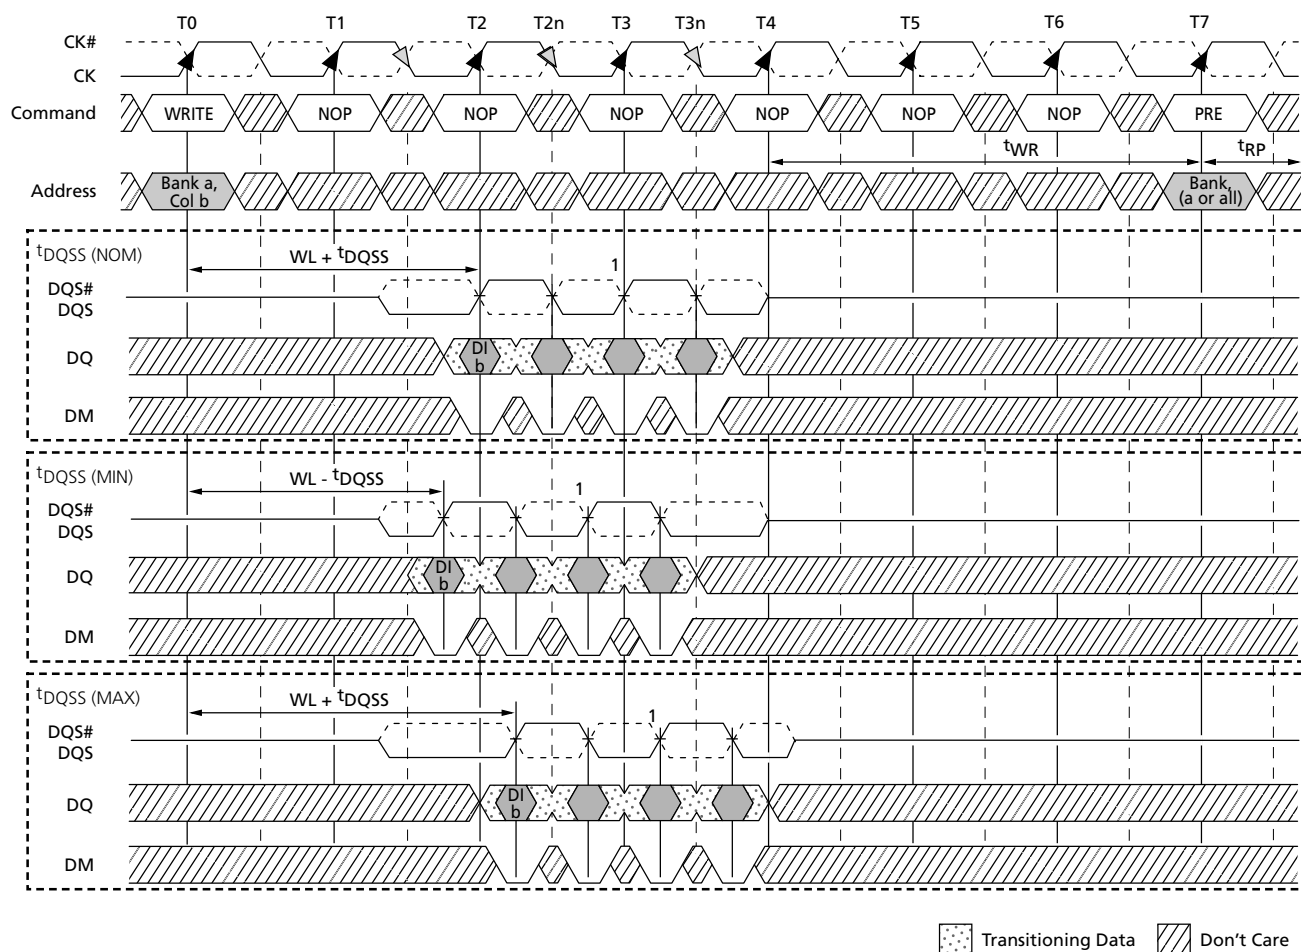 T0 T1 T2 T2n T3 T3n T4 T5 T6 T7
CK#
CK
Command WRITE NOP NOP NOP NOP NOP NOP PRE
tWR tRP
Address Bank a, Col b Bank, (a or all)
tDQSS (NOM)
WL + tDQSS
1
DQS#
DQS
DQ DI b
DM
tDQSS (MIN)
WL - tDQSS
1
DQS#
DQS
DQ DI b
DM
tDQSS (MAX)
WL + tDQSS
1
DQS#
DQS
DQ DI b
DM
Transitioning Data Don't Care